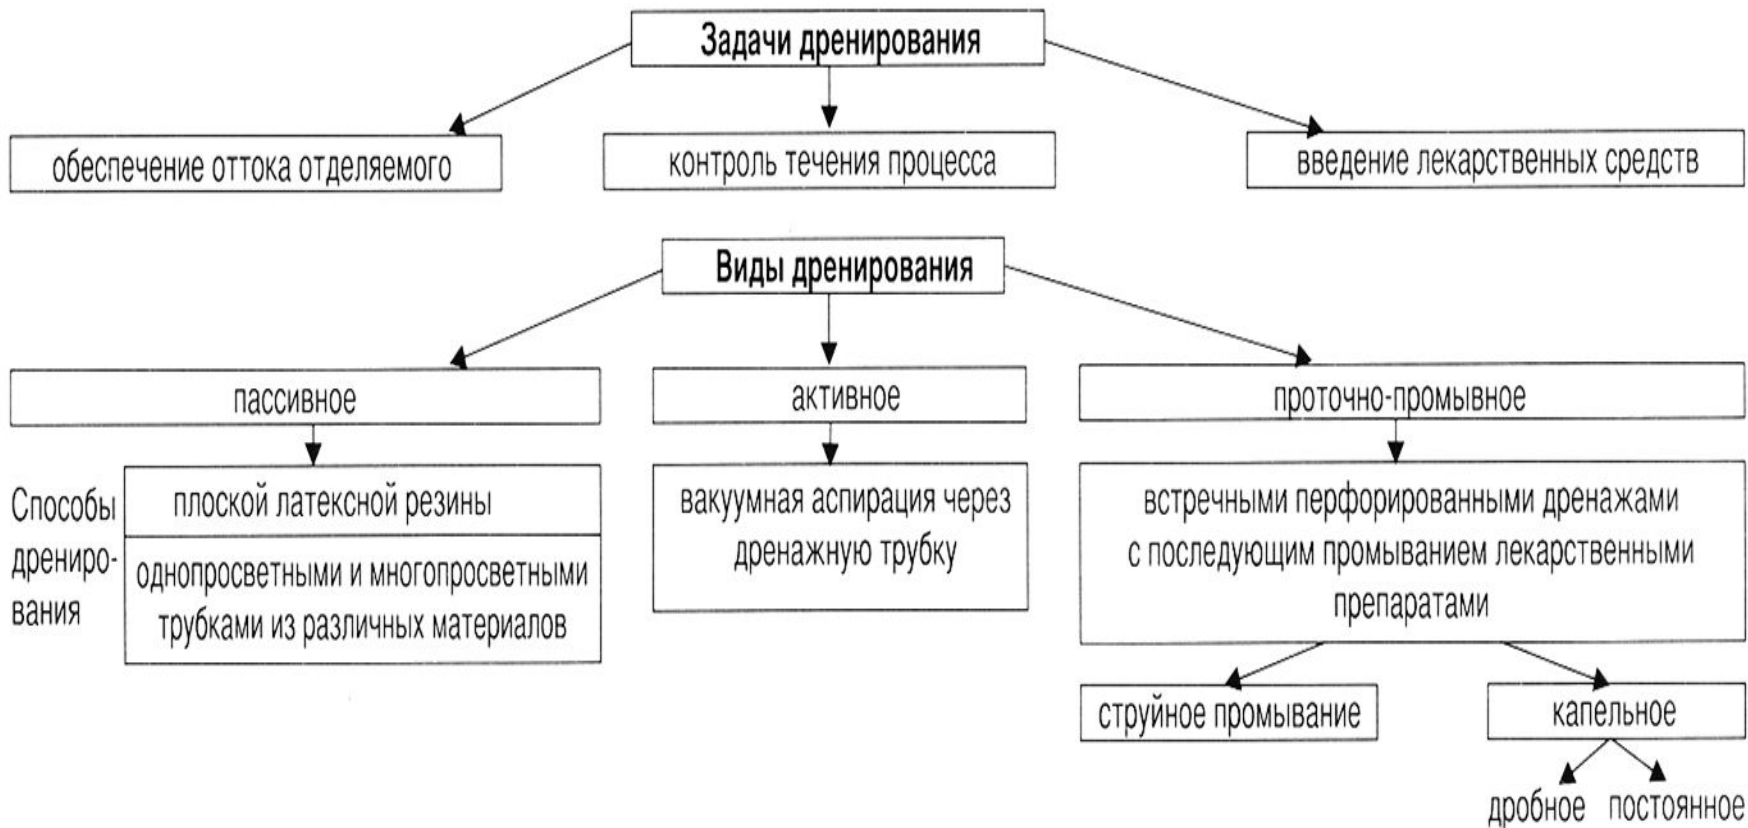 Задачи дренирования
обеспечение оттока отделяемого
контроль течения процесса
введение лекарственных средств
Виды дренирования
пассивное
активное
проточно-промывное
Способы
дрениро-
вания
плоской латексной резины
однопросветными и многопросветными
трубками из различных материалов
вакуумная аспирация через
дренажную трубку
встречными перфорированными дренажами
с последующим промыванием лекарственными
препаратами
струйное промывание
капельное
дробное
постоянное